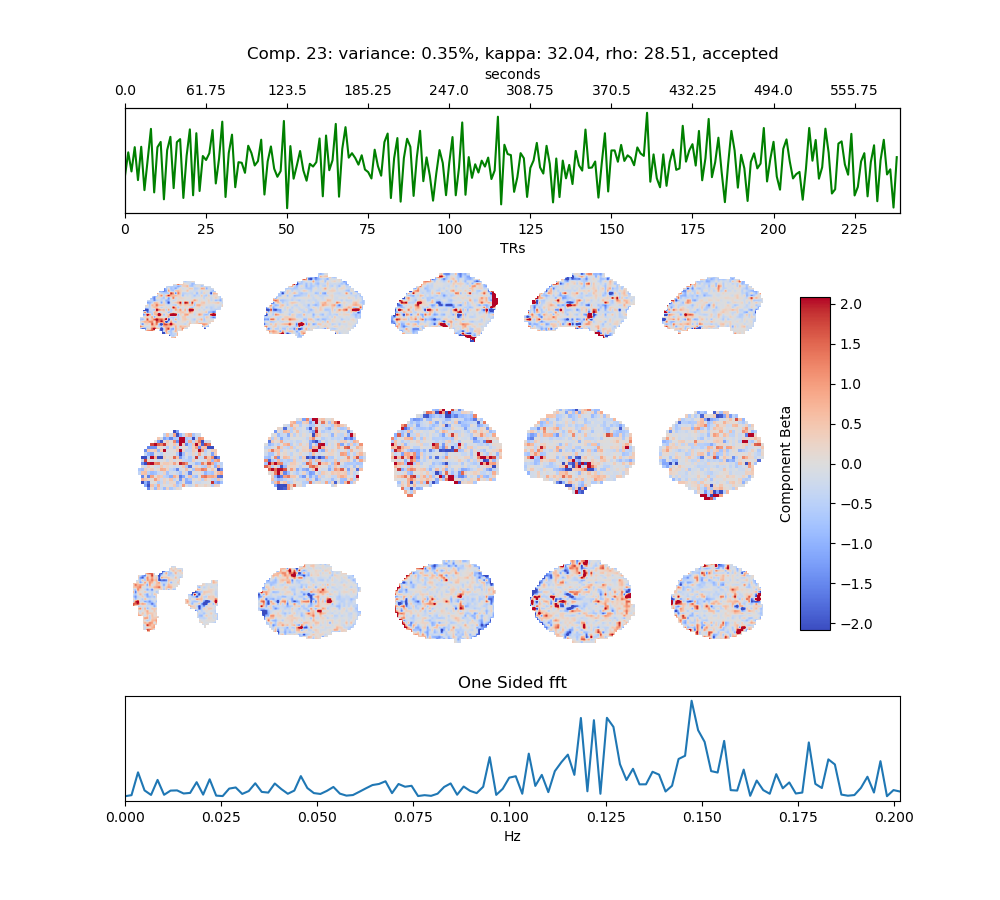 Comp. 23: variance: 0.35%, kappa: 32.04, rho: 28.51, accepted
seconds
0.0 61.75 123.5 185.25 247.0 308.75 370.5 432.25 494.0 555.75
0 25 50 75 100 125 150 175 200 225
TRs
2.0
1.5
1.0
0.5
0.0
−0.5
−1.0
−1.5
−2.0
Component Beta
One Sided fft
0.000 0.025 0.050 0.075 0.100 0.125 0.150 0.175 0.200
Hz